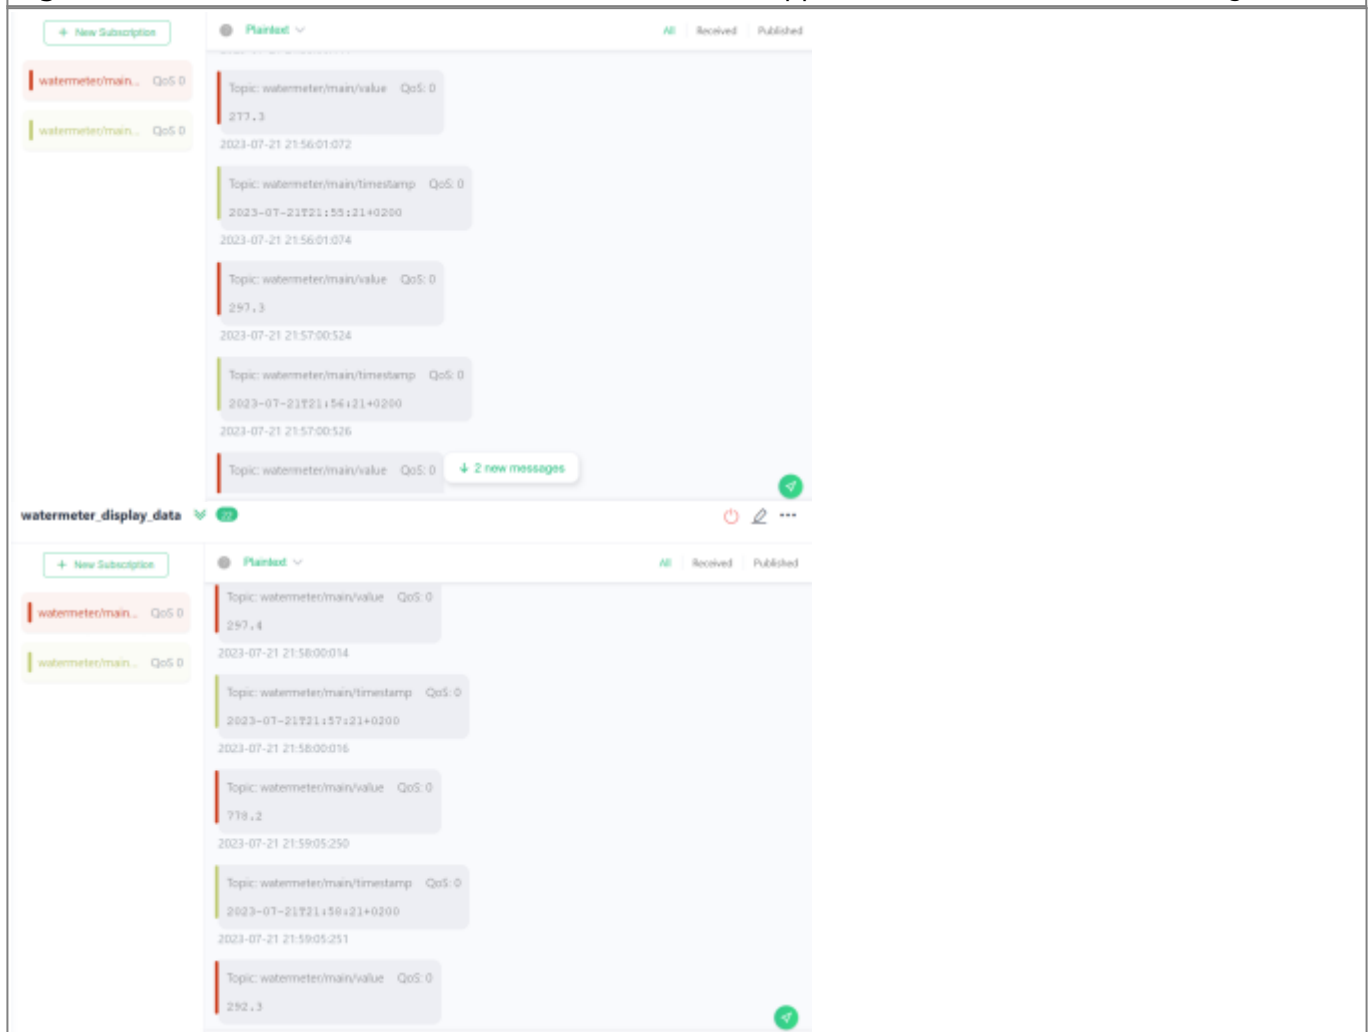 + New Subscription
Plaintext
All Received Published
watermeter/main... QoS 0
watermeter/main... QoS 0
Topic: watermeter/main/value QoS: 0
277.3
2023-07-21 21:56:01:072
Topic: watermeter/main/timestamp QoS: 0
2023-07-21T21:55:21+0200
2023-07-21 21:56:01:074
Topic: watermeter/main/value QoS: 0
297.3
2023-07-21 21:57:00:524
Topic: watermeter/main/timestamp QoS: 0
2023-07-21T21:56:21+0200
2023-07-21 21:57:00:526
Topic: watermeter/main/value QoS: 0
↓ 2 new messages
watermeter_display_data 22
+ New Subscription
Plaintext
All Received Published
watermeter/main... QoS 0
watermeter/main... QoS 0
Topic: watermeter/main/value QoS: 0
297.4
2023-07-21 21:58:00:014
Topic: watermeter/main/timestamp QoS: 0
2023-07-21T21:57:21+0200
2023-07-21 21:58:00:016
Topic: watermeter/main/value QoS: 0
778.2
2023-07-21 21:59:05:250
Topic: watermeter/main/timestamp QoS: 0
2023-07-21T21:58:21+0200
2023-07-21 21:59:05:251
Topic: watermeter/main/value QoS: 0
292.3